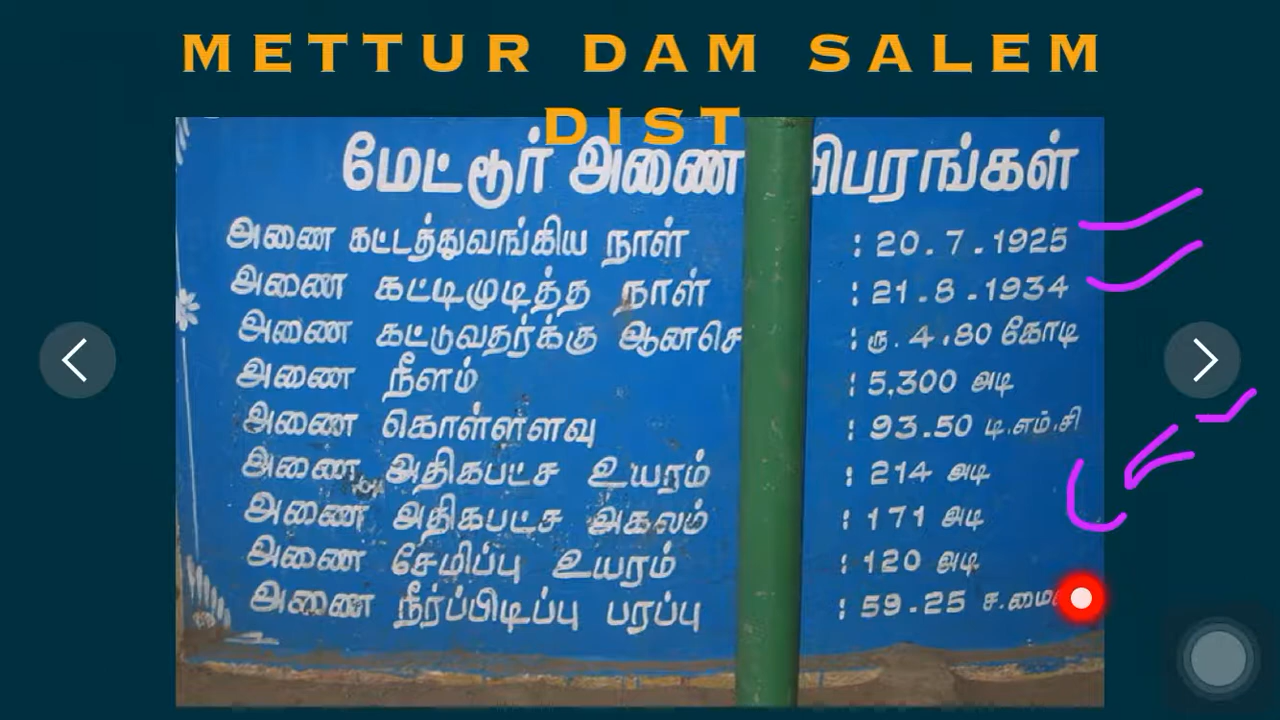 METTUR DAM SALEM
DIST
மேட்டூர் அணை விபரங்கள்
அணை கட்டத்துவங்கிய நாள் : 20.7.1925
அணை கட்டிமுடித்த நாள் : 21.8.1934
அணை கட்டுவதர்க்கு ஆனசெ : ரு. 4.80 கோடி
அணை நீளம் : 5,300 அடி
அணை கொள்ளளவு : 93.50 டி.எம்.சி
அணை அதிகபட்ச உயரம் : 214 அடி
அணை அதிகபட்ச அகலம் : 171 அடி
அணை சேமிப்பு உயரம் : 120 அடி
அணை நீர்ப்பிடிப்பு பரப்பு : 59.25 ச.மை